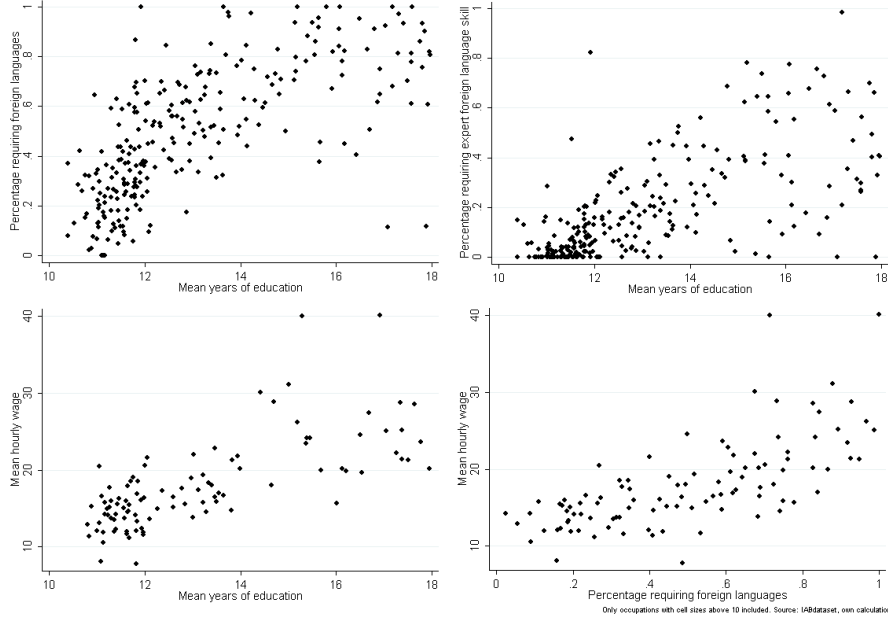 Percentage requiring foreign languages
1
.8
.6
.4
.2
0
10 12 14 16 18
Mean years of education
Percentage requiring expert foreign language skill
1
.8
.6
.4
.2
0
10 12 14 16 18
Mean years of education
Mean hourly wage
40
30
20
10
10 12 14 16 18
Mean years of education
Mean hourly wage
40
30
20
10
0 .2 .4 .6 .8 1
Percentage requiring foreign languages
Only occupations with cell sizes above 10 included. Source: IABdataset, own calculation